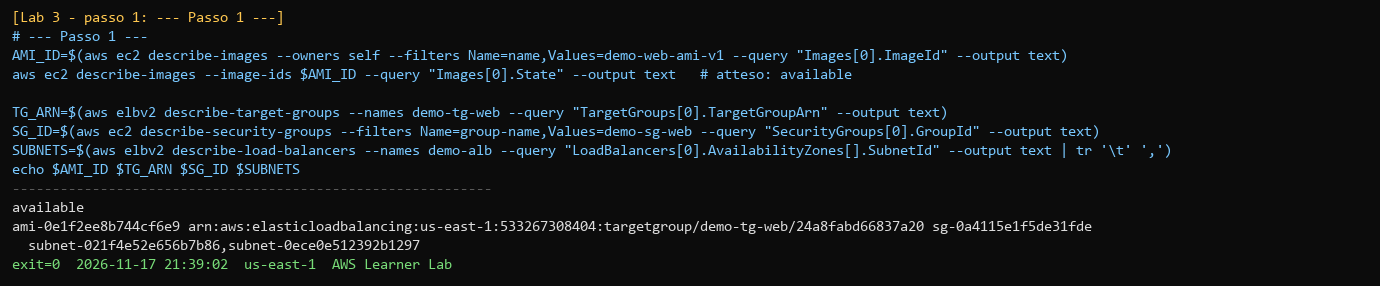 [Lab 3 - passo 1: --- Passo 1 ---]
# --- Passo 1 ---
AMI_ID=$(aws ec2 describe-images --owners self --filters Name=name,Values=demo-web-ami-v1 --query "Images[0].ImageId" --output text)
aws ec2 describe-images --image-ids $AMI_ID --query "Images[0].State" --output text   # atteso: available
TG_ARN=$(aws elbv2 describe-target-groups --names demo-tg-web --query "TargetGroups[0].TargetGroupArn" --output text)
SG_ID=$(aws ec2 describe-security-groups --filters Name=group-name,Values=demo-sg-web --query "SecurityGroups[0].GroupId" --output text)
SUBNETS=$(aws elbv2 describe-load-balancers --names demo-alb --query "LoadBalancers[0].AvailabilityZones[].SubnetId" --output text | tr '\t' ',')
echo $AMI_ID $TG_ARN $SG_ID $SUBNETS
------------------------------------------------------------
available
ami-0e1f2ee8b744cf6e9 arn:aws:elasticloadbalancing:us-east-1:533267308404:targetgroup/demo-tg-web/24a8fabd66837a20 sg-0a4115e1f5de31fde
  subnet-021f4e52e656b7b86,subnet-0ece0e512392b1297
exit=0  2026-11-17 21:39:02  us-east-1  AWS Learner Lab